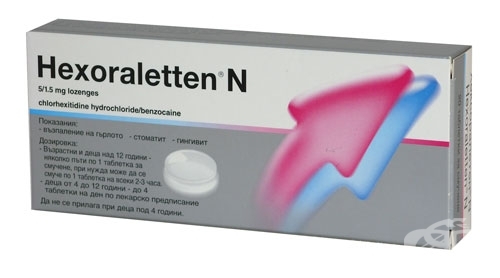 Hexoraletten® N
5/1.5 mg lozenges
chlorhexitidine hydrochloride/benzocaine
Показания:
- възпаление на гърлото - стоматит - гингивит
Дозировка:
- Възрастни и деца над 12 години -
няколко пъти по 1 таблетка за
смучене, при нужда може да се
смуче по 1 таблетка на всеки 2-3 часа.
- деца от 4 до 12 години - до 4
таблетки на ден по лекарско предписание
Да не се прилага при деца под 4 години.